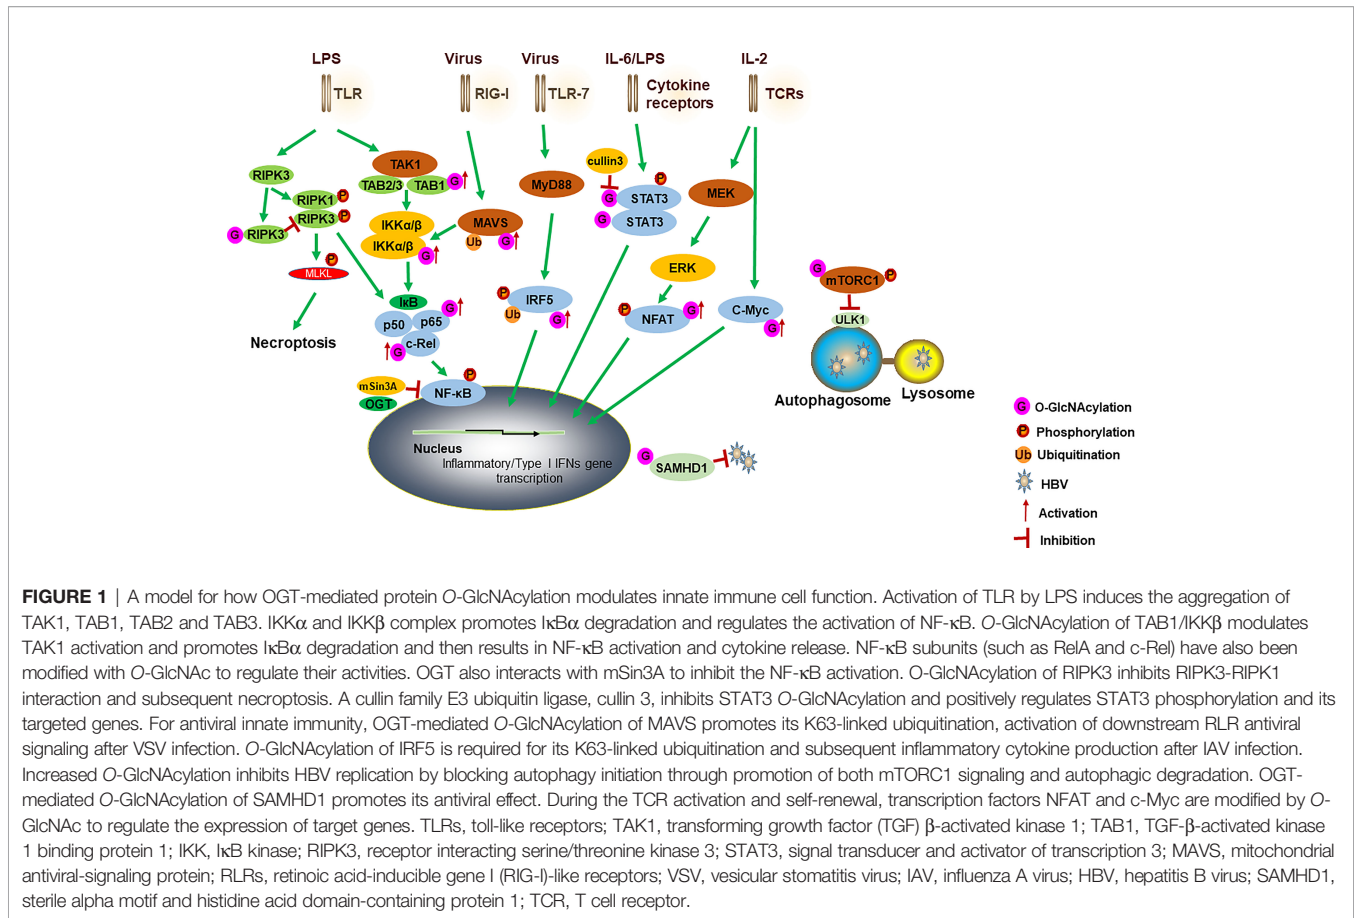 LPS
Virus
Virus
IL-6/LPS
IL-2
TLR
RIG-I
TLR-7
Cytokine
receptors
TCRs
RIPK3
TAK1
TAB2/3
TAB1
G
cullin3
P
MyD88
G
STAT3
MEK
RIPK1
P
RIPK3
P
G
RIPK3
IKKα/β
IKKα/β
G
MAVS
Ub
G
G
STAT3
P
MLKL
ERK
G
mTORC1
P
IκB
G
p50
p65
G
c-Rel
P
IRF5
Ub
G
P
NFAT
G
C-Myc
G
ULK1
Necroptosis
P
mSin3A
OGT
NF-κB
Autophagosome
Lysosome
Nucleus
Inflammatory/Type I IFNs gene
transcription
G
SAMHD1
G O-GlcNAcylation
P Phosphorylation
Ub Ubiquitination
HBV
Activation
Inhibition
FIGURE 1 | A model for how OGT-mediated protein O-GlcNAcylation modulates innate immune cell function. Activation of TLR by LPS induces the aggregation of
TAK1, TAB1, TAB2 and TAB3. IKKα and IKKβ complex promotes IκBα degradation and regulates the activation of NF-κB. O-GlcNAcylation of TAB1/IKKβ modulates
TAK1 activation and promotes IκBα degradation and then results in NF-κB activation and cytokine release. NF-κB subunits (such as RelA and c-Rel) have also been
modified with O-GlcNAc to regulate their activities. OGT also interacts with mSin3A to inhibit the NF-κB activation. O-GlcNAcylation of RIPK3 inhibits RIPK3-RIPK1
interaction and subsequent necroptosis. A cullin family E3 ubiquitin ligase, cullin 3, inhibits STAT3 O-GlcNAcylation and positively regulates STAT3 phosphorylation and its
targeted genes. For antiviral innate immunity, OGT-mediated O-GlcNAcylation of MAVS promotes its K63-linked ubiquitination, activation of downstream RLR antiviral
signaling after VSV infection. O-GlcNAcylation of IRF5 is required for its K63-linked ubiquitination and subsequent inflammatory cytokine production after IAV infection.
Increased O-GlcNAcylation inhibits HBV replication by blocking autophagy initiation through promotion of both mTORC1 signaling and autophagic degradation. OGT-
mediated O-GlcNAcylation of SAMHD1 promotes its antiviral effect. During the TCR activation and self-renewal, transcription factors NFAT and c-Myc are modified by O-
GlcNAc to regulate the expression of target genes. TLRs, toll-like receptors; TAK1, transforming growth factor (TGF) β-activated kinase 1; TAB1, TGF-β-activated kinase
1 binding protein 1; IKK, IκB kinase; RIPK3, receptor interacting serine/threonine kinase 3; STAT3, signal transducer and activator of transcription 3; MAVS, mitochondrial
antiviral-signaling protein; RLRs, retinoic acid-inducible gene I (RIG-I)-like receptors; VSV, vesicular stomatitis virus; IAV, influenza A virus; HBV, hepatitis B virus; SAMHD1,
sterile alpha motif and histidine acid domain-containing protein 1; TCR, T cell receptor.